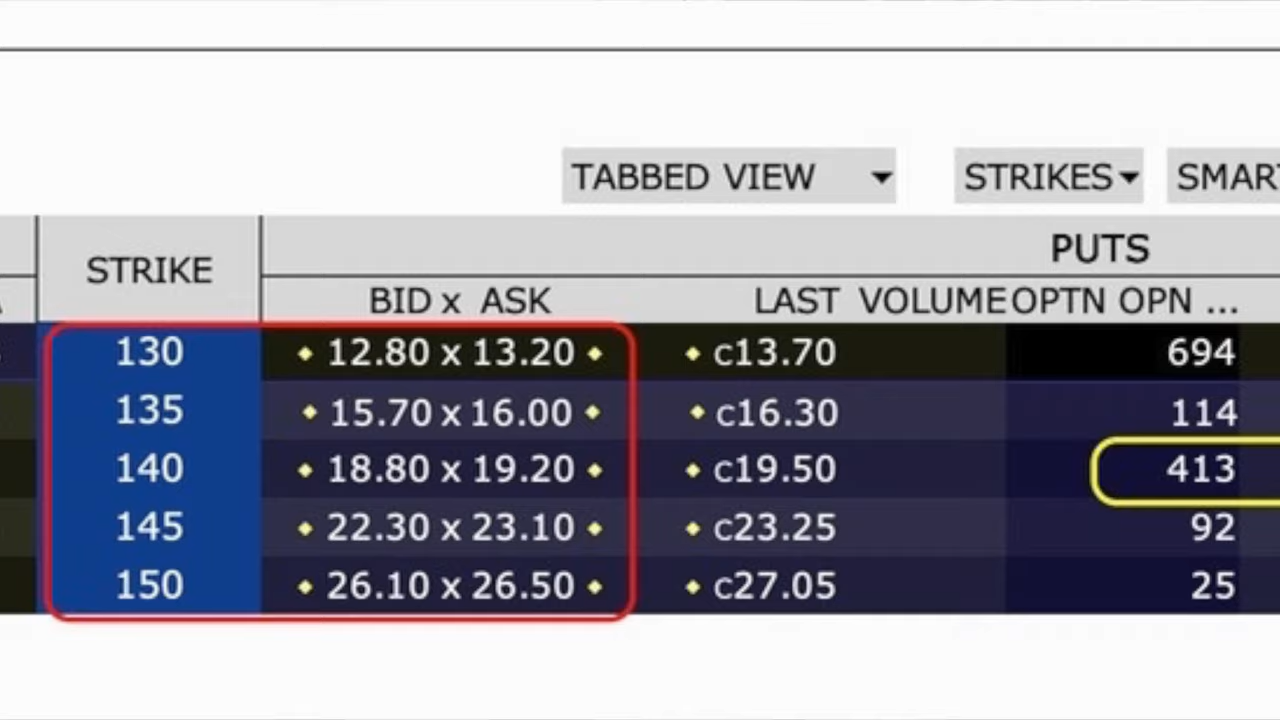 TABBED VIEW STRIKES
STRIKE PUTS
BID x ASK LAST VOLUME OPTN OPN ...
130 12.80 x 13.20 c13.70 694
135 15.70 x 16.00 c16.30 114
140 18.80 x 19.20 c19.50 413
145 22.30 x 23.10 c23.25 92
150 26.10 x 26.50 c27.05 25